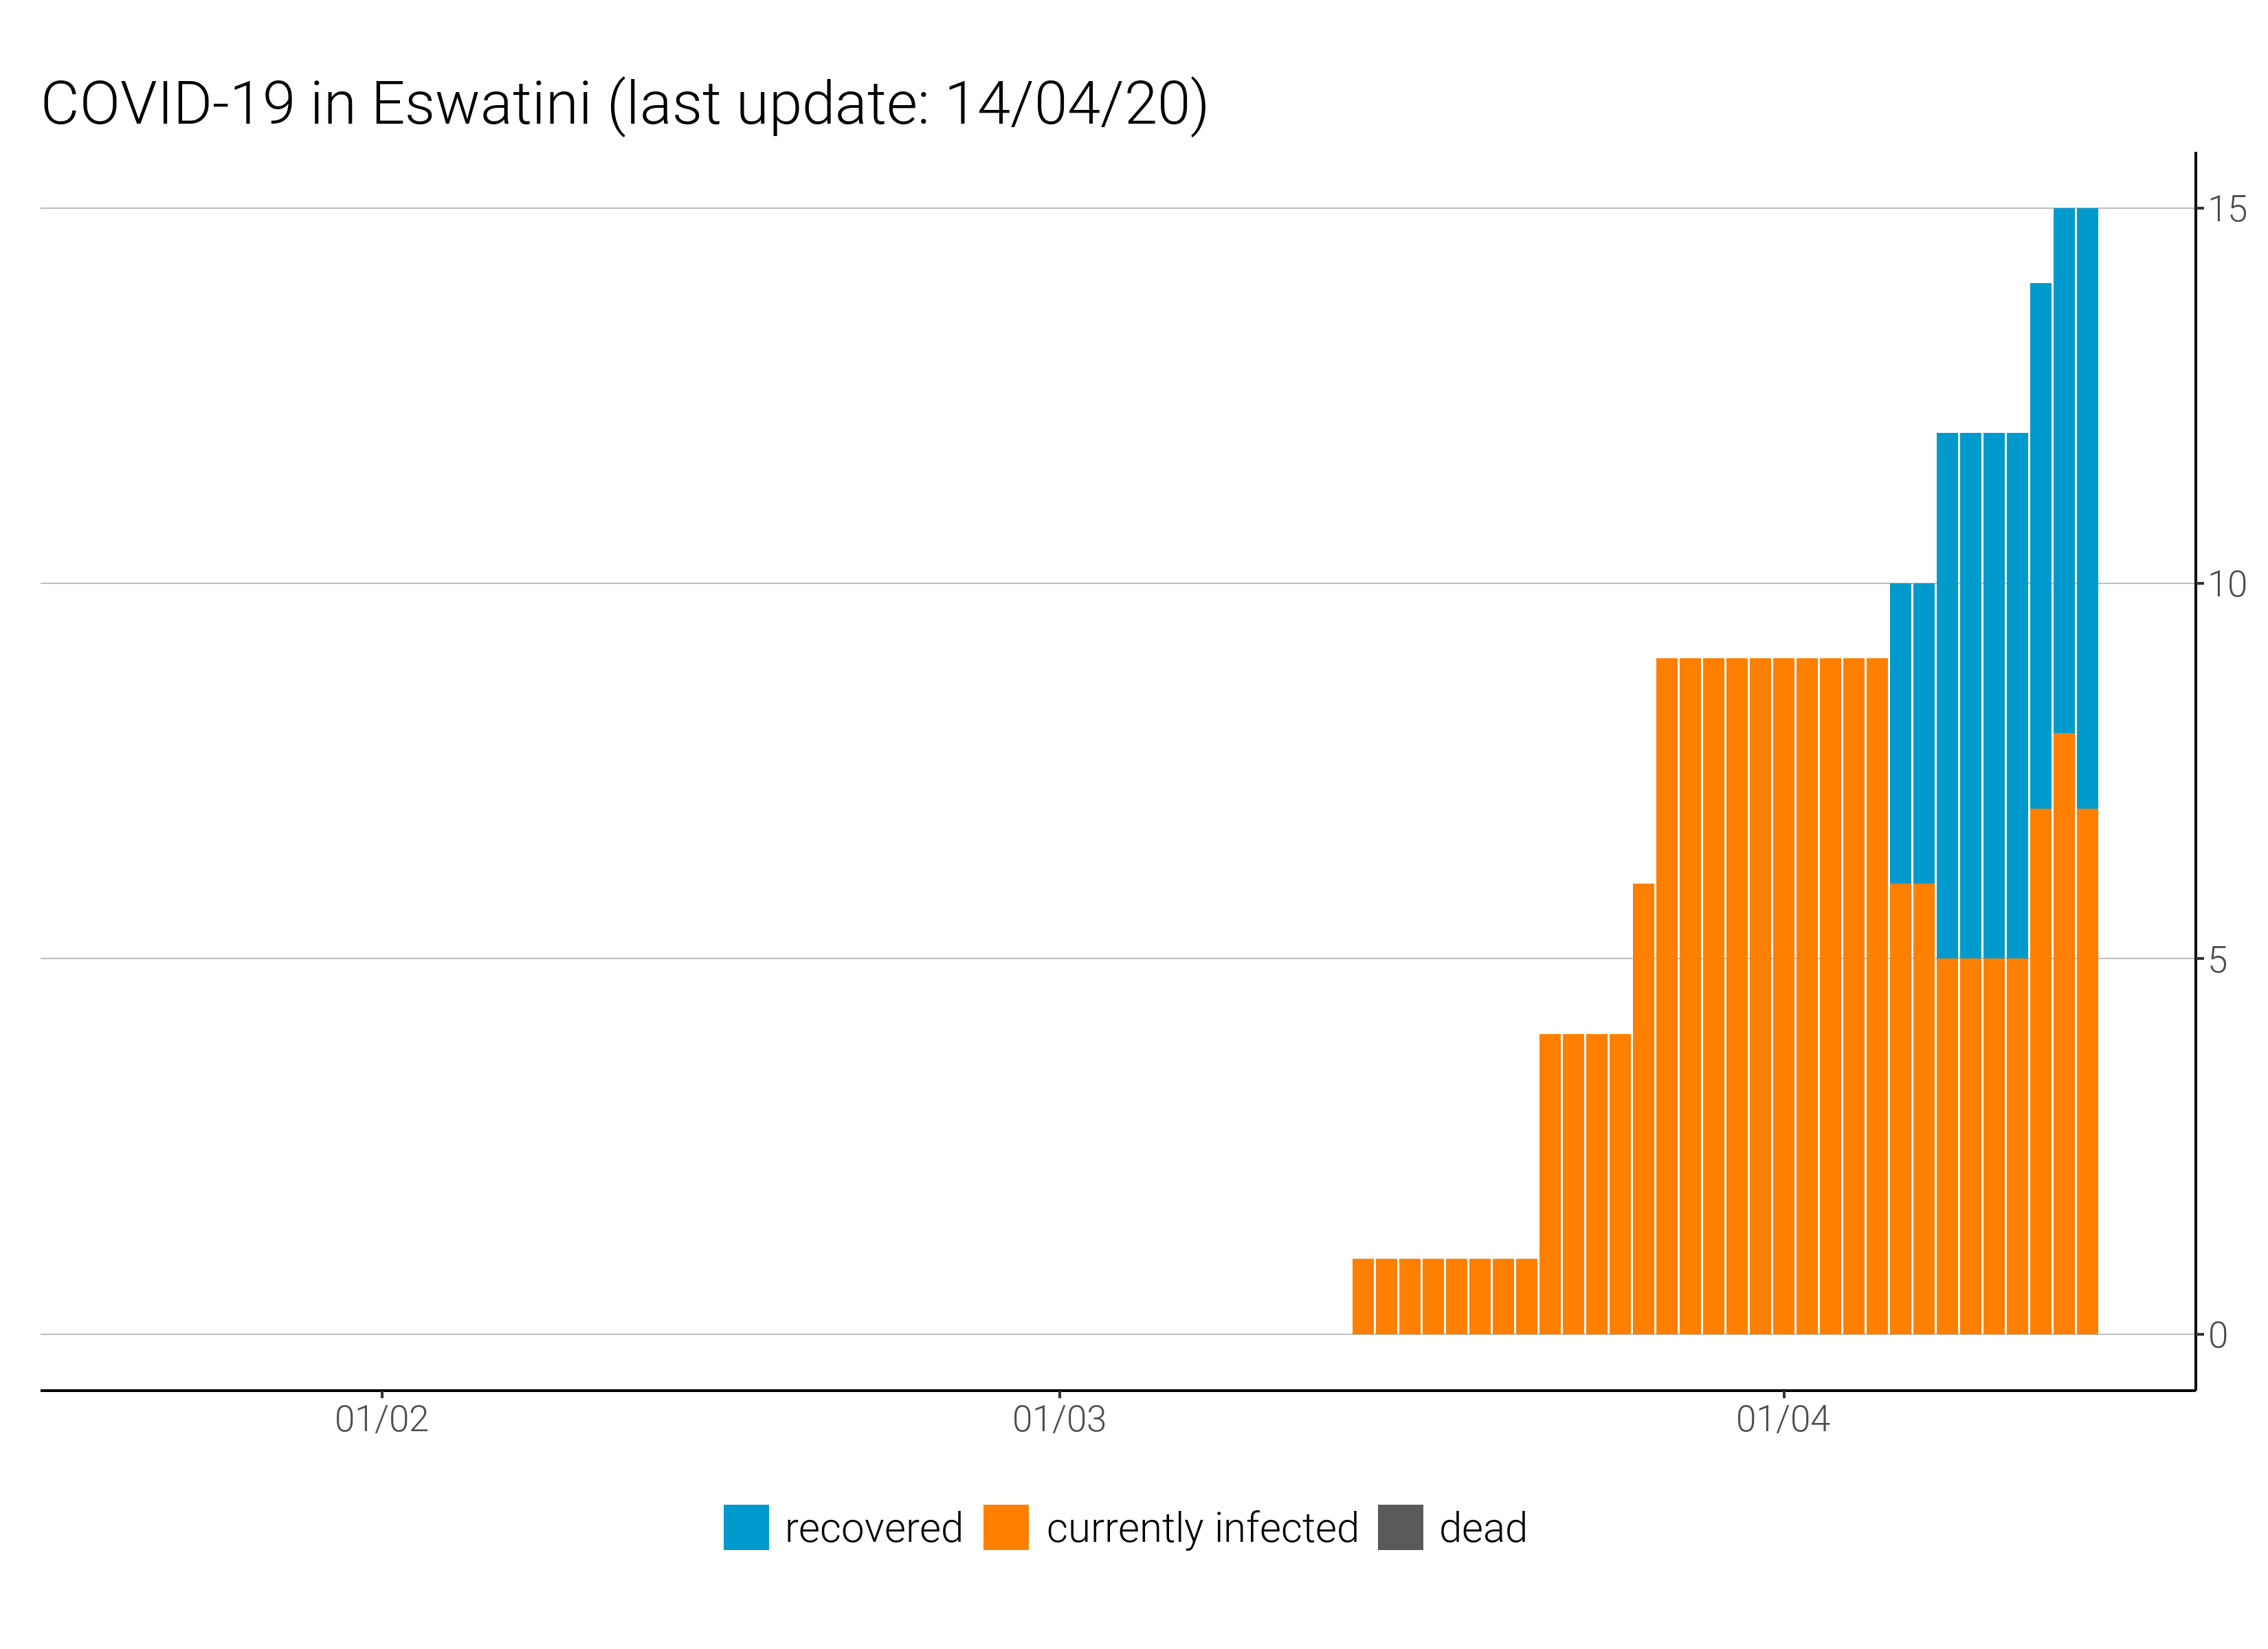 COVID-19 in Eswatini (last update: 14/04/20)
15
10
5
0
01/02 01/03 01/04
recovered currently infected dead